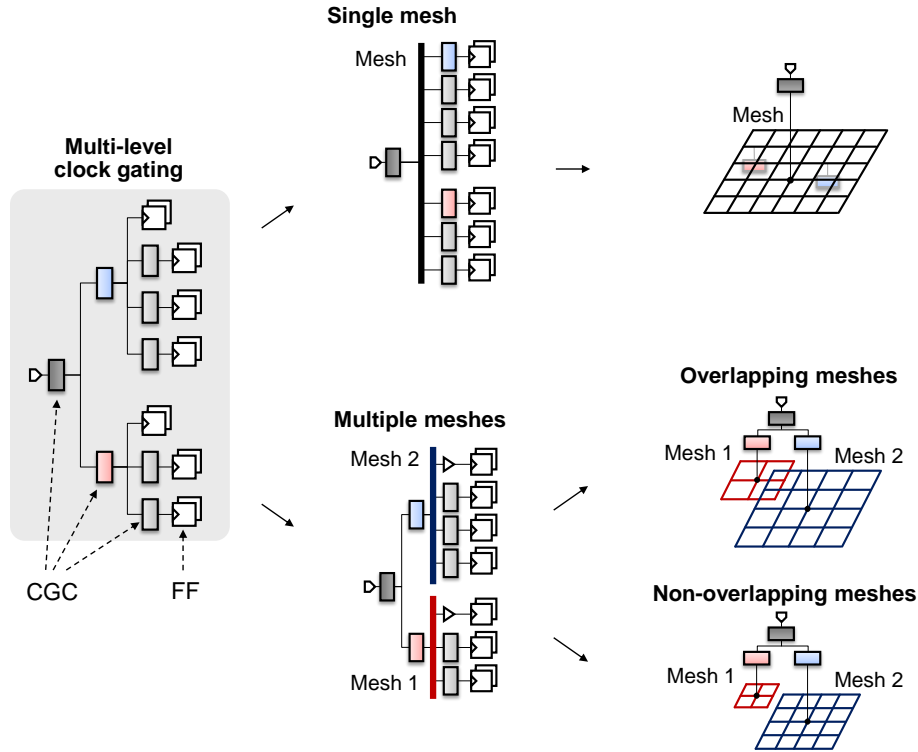 Single mesh
Mesh
Mesh
Multi-level
clock gating
CGC
FF
Multiple meshes
Mesh 2
Mesh 1
Overlapping meshes
Mesh 1
Mesh 2
Non-overlapping meshes
Mesh 1
Mesh 2